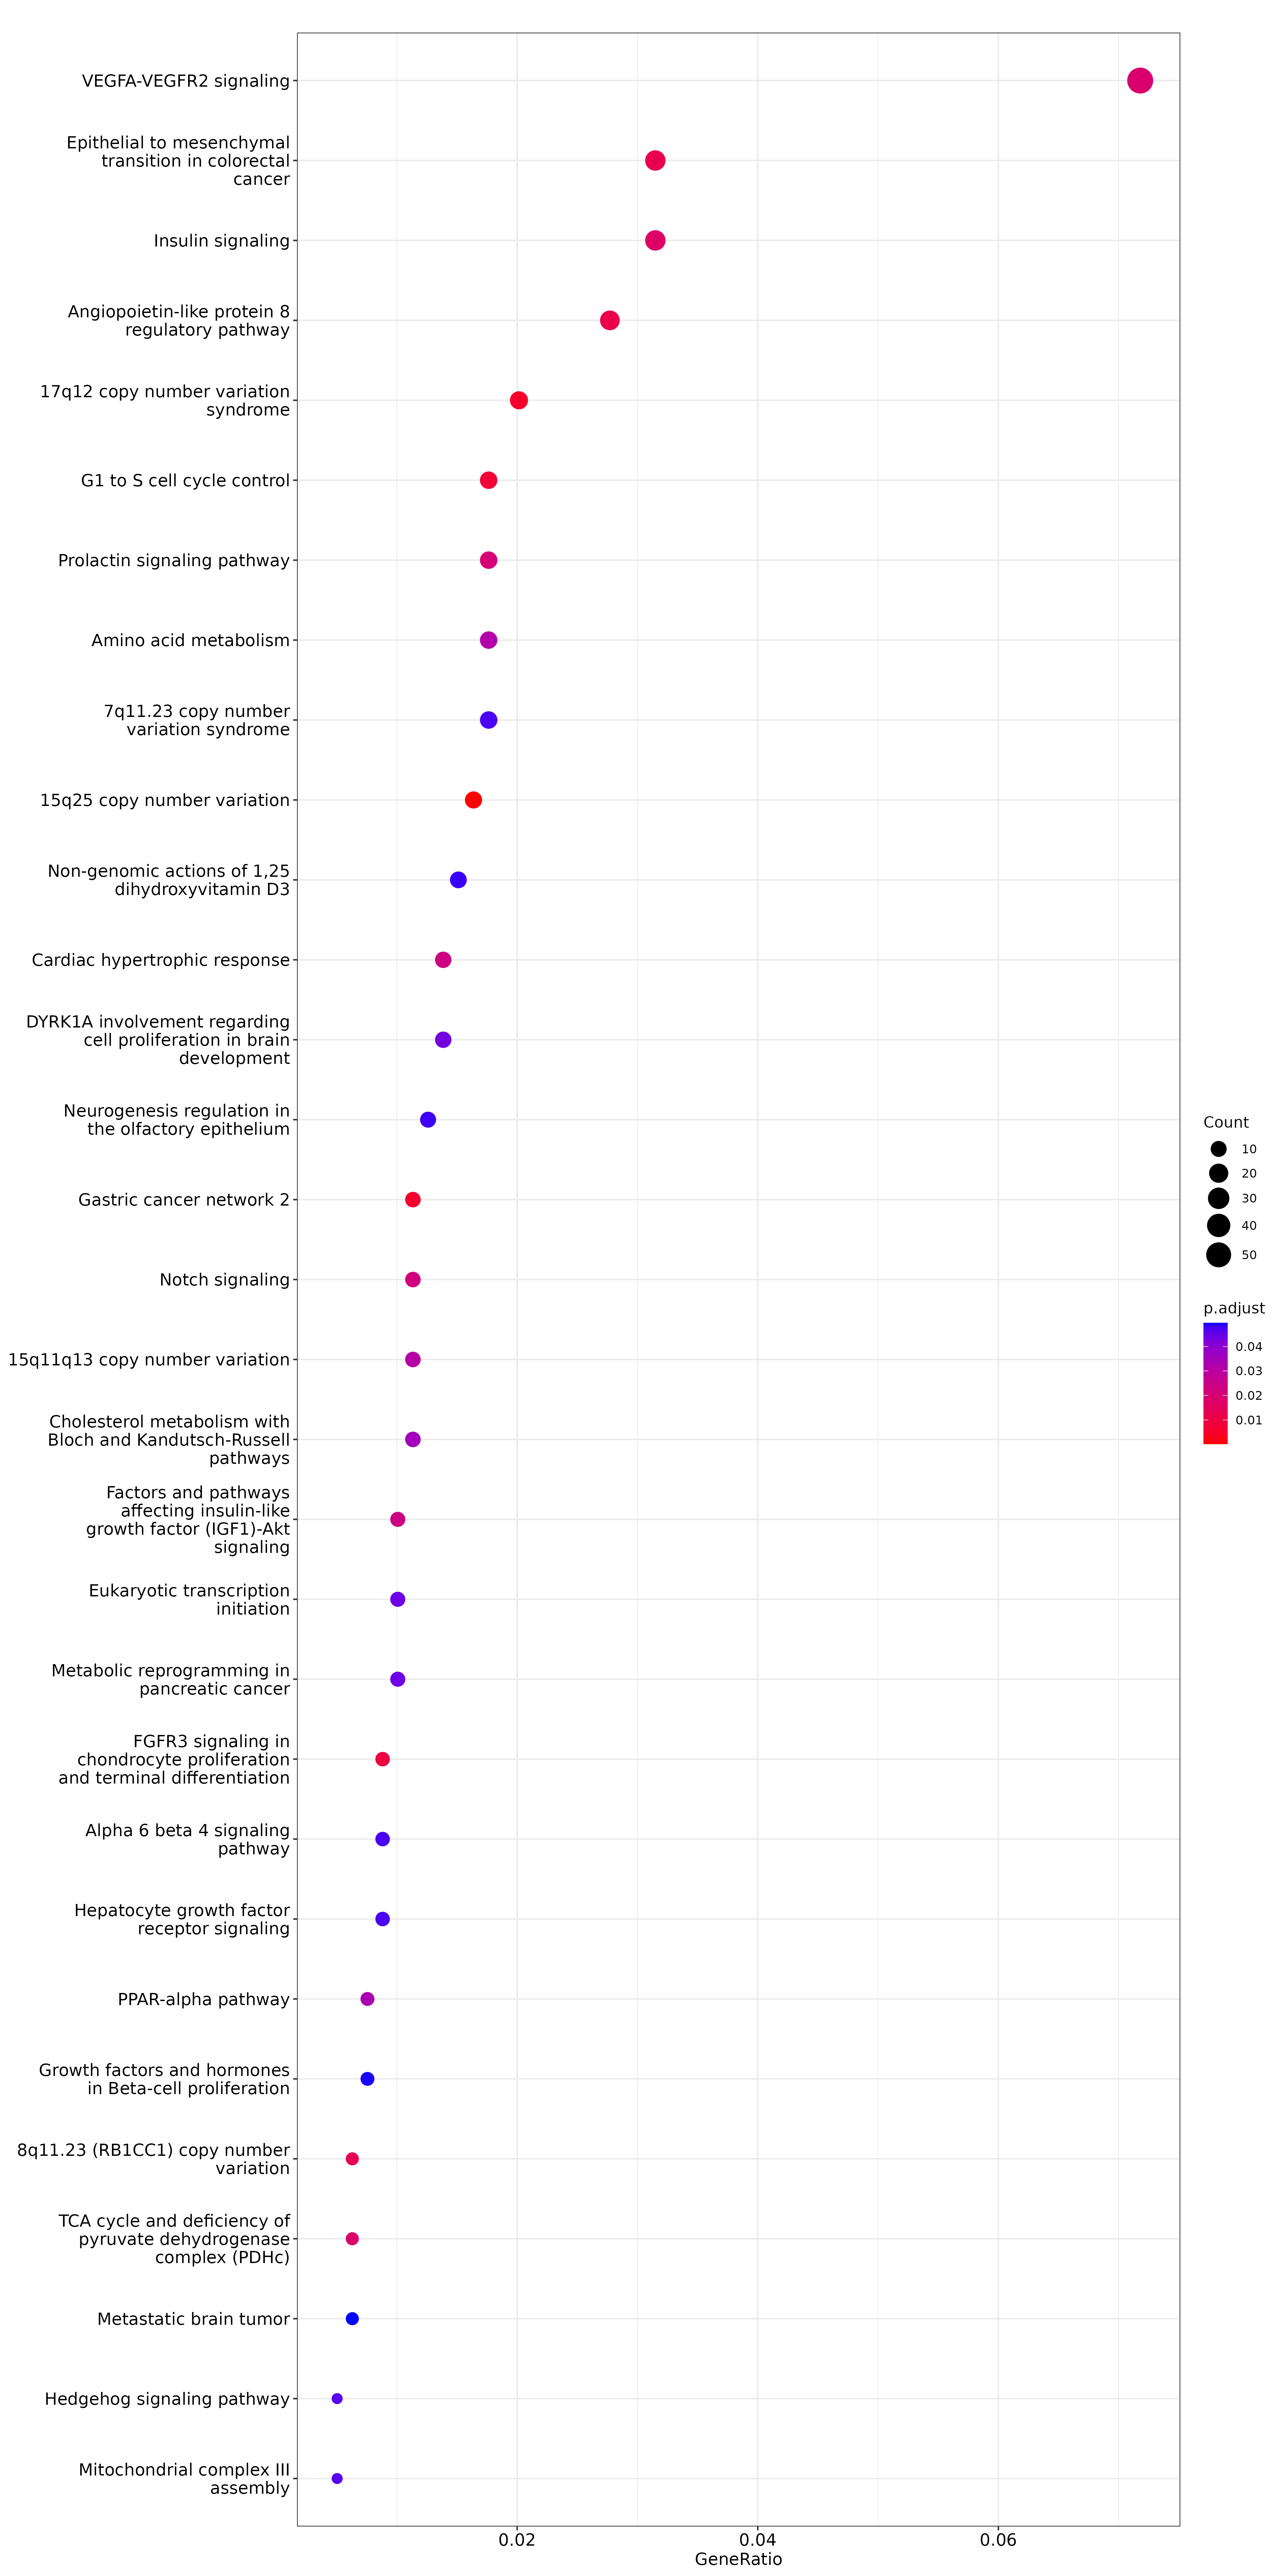 VEGFA-VEGFR2 signaling
Epithelial to mesenchymal
transition in colorectal
cancer
Insulin signaling
Angiopoietin-like protein 8
regulatory pathway
17q12 copy number variation
syndrome
G1 to S cell cycle control
Prolactin signaling pathway
Amino acid metabolism
7q11.23 copy number
variation syndrome
15q25 copy number variation
Non-genomic actions of 1,25
dihydroxyvitamin D3
Cardiac hypertrophic response
DYRK1A involvement regarding
cell proliferation in brain
development
Neurogenesis regulation in
the olfactory epithelium
Gastric cancer network 2
Notch signaling
15q11q13 copy number variation
Cholesterol metabolism with
Bloch and Kandutsch-Russell
pathways
Factors and pathways
affecting insulin-like
growth factor (IGF1)-Akt
signaling
Eukaryotic transcription
initiation
Metabolic reprogramming in
pancreatic cancer
FGFR3 signaling in
chondrocyte proliferation
and terminal differentiation
Alpha 6 beta 4 signaling
pathway
Hepatocyte growth factor
receptor signaling
PPAR-alpha pathway
Growth factors and hormones
in Beta-cell proliferation
8q11.23 (RB1CC1) copy number
variation
TCA cycle and deficiency of
pyruvate dehydrogenase
complex (PDHc)
Metastatic brain tumor
Hedgehog signaling pathway
Mitochondrial complex III
assembly
0.02
0.04
0.06
GeneRatio
Count
10
20
30
40
50
p.adjust
0.04
0.03
0.02
0.01